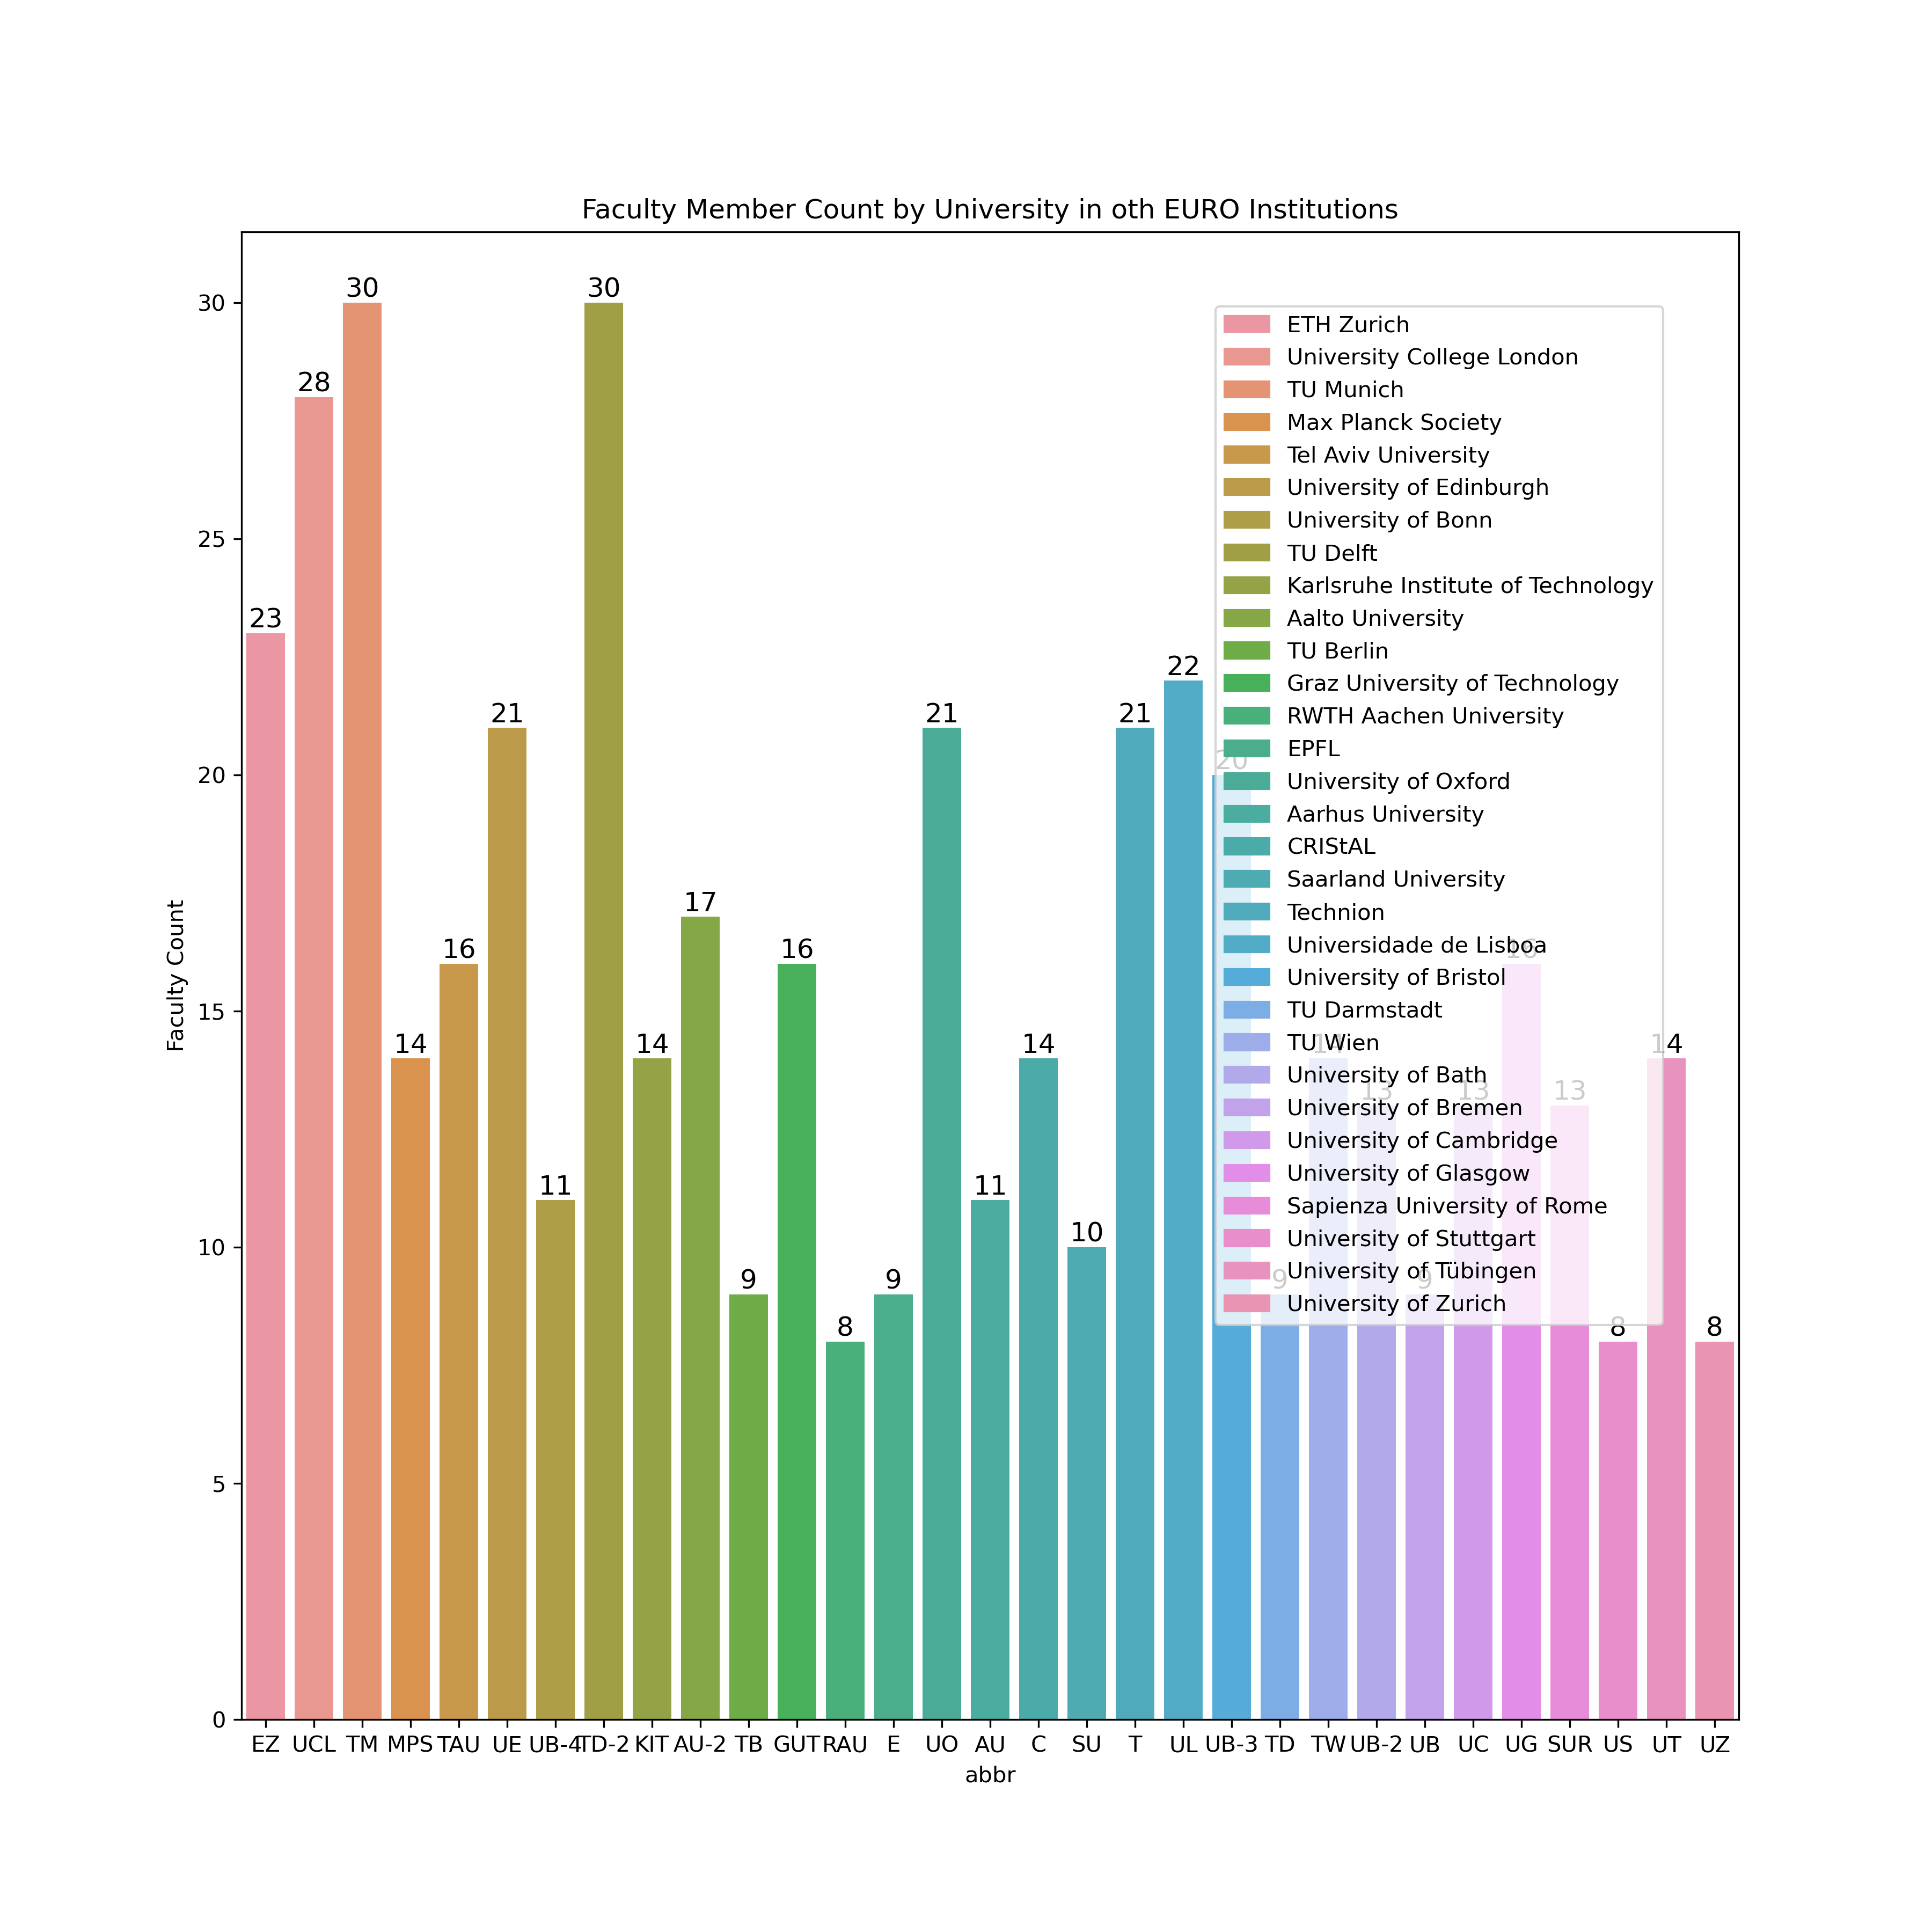 Faculty Member Count by University in oth EURO Institutions
30
25
20
15
10
5
0
Faculty Count
23
28
30
14
16
21
11
30
14
17
9
16
8
9
21
11
14
10
21
22
20
9
14
13
9
13
16
13
8
14
8
ETH Zurich
University College London
TU Munich
Max Planck Society
Tel Aviv University
University of Edinburgh
University of Bonn
TU Delft
Karlsruhe Institute of Technology
Aalto University
TU Berlin
Graz University of Technology
RWTH Aachen University
EPFL
University of Oxford
Aarhus University
CRIStAL
Saarland University
Technion
Universidade de Lisboa
University of Bristol
TU Darmstadt
TU Wien
University of Bath
University of Bremen
University of Cambridge
University of Glasgow
Sapienza University of Rome
University of Stuttgart
University of Tübingen
University of Zurich
EZ UCL TM MPS TAU UE UB-4 TD-2 KIT AU-2 TB GUT RAU E UO AU C SU T UL UB-3 TD TW UB-2 UB UC UG SUR US UT UZ
abbr